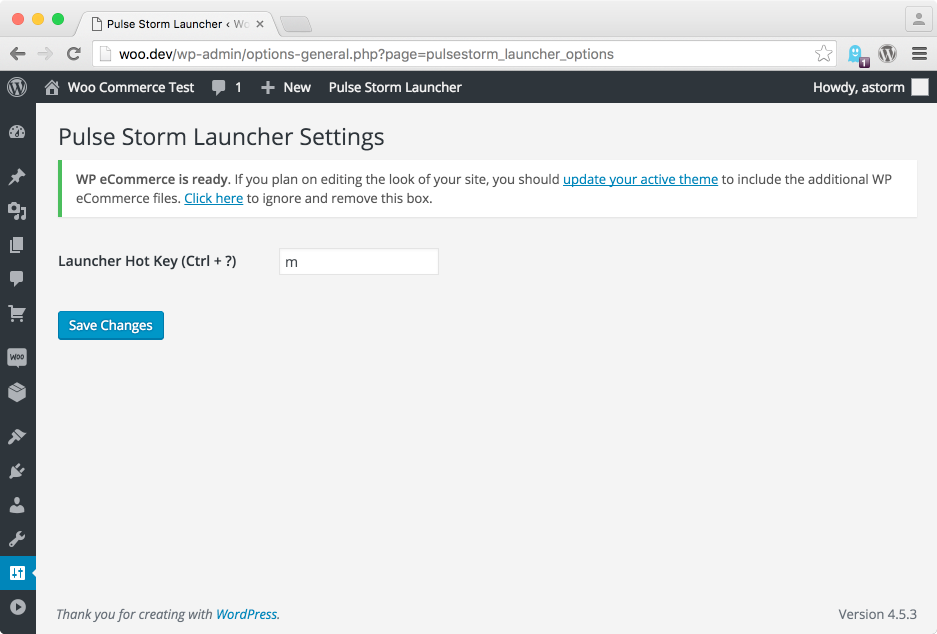 Pulse Storm Launcher ‹ Wo
woo.dev/wp-admin/options-general.php?page=pulsestorm_launcher_options
1
Woo Commerce Test 1 New Pulse Storm Launcher Howdy, astorm
Pulse Storm Launcher Settings
WP eCommerce is ready. If you plan on editing the look of your site, you should update your active theme to include the additional WP
eCommerce files. Click here to ignore and remove this box.
Launcher Hot Key (Ctrl + ?) m
Save Changes
WOO
Thank you for creating with WordPress. Version 4.5.3